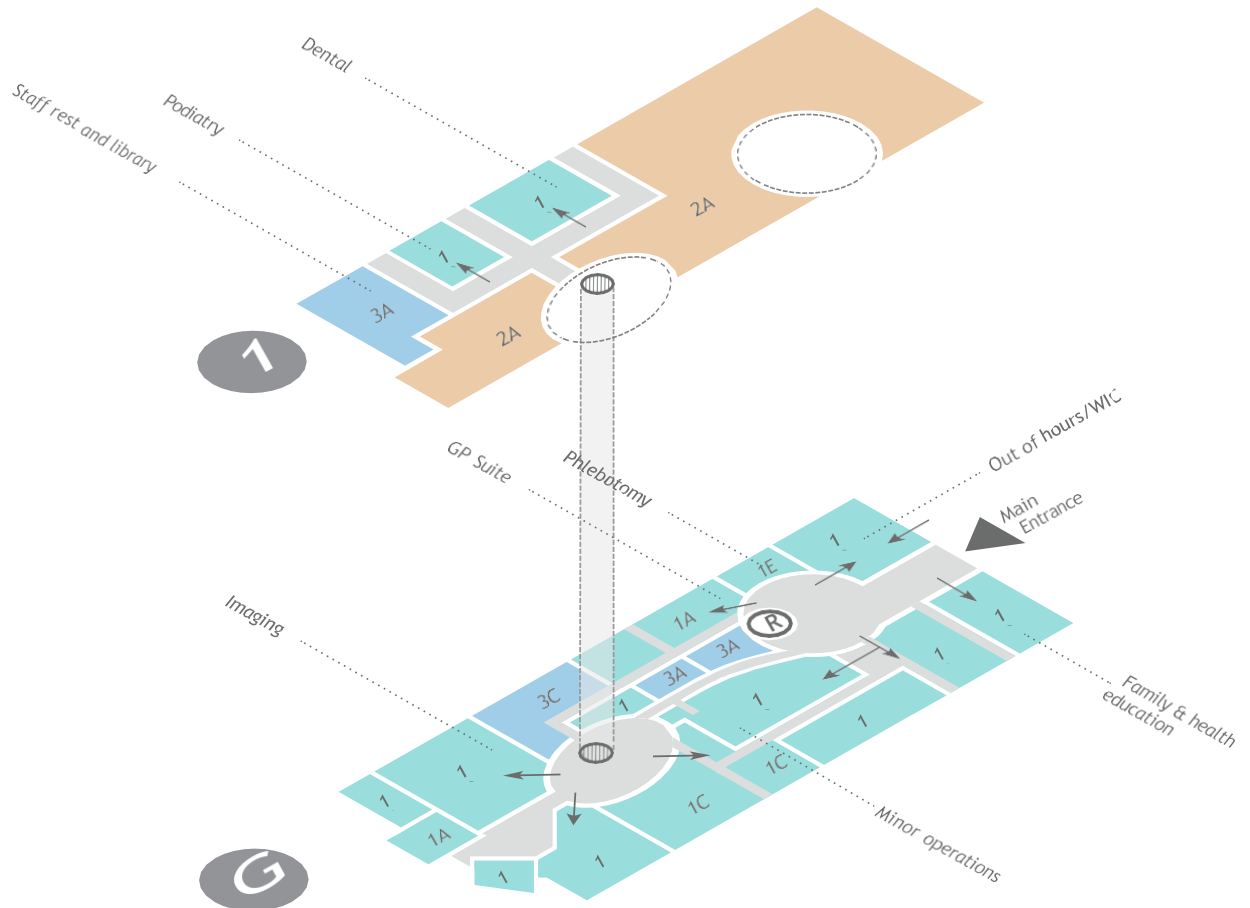 Dental
Staff rest and library
Podiatry
1
2A
1
3A
2A
1
Out of hours/WIC
GP Suite
Phlebotomy
Main
Entrance
1
1E
1A
R
1
3A
1
3A
Imaging
3C
1
1
1
Family & health
education
1
1C
1
1C
1A
Minor operations
1
1
G